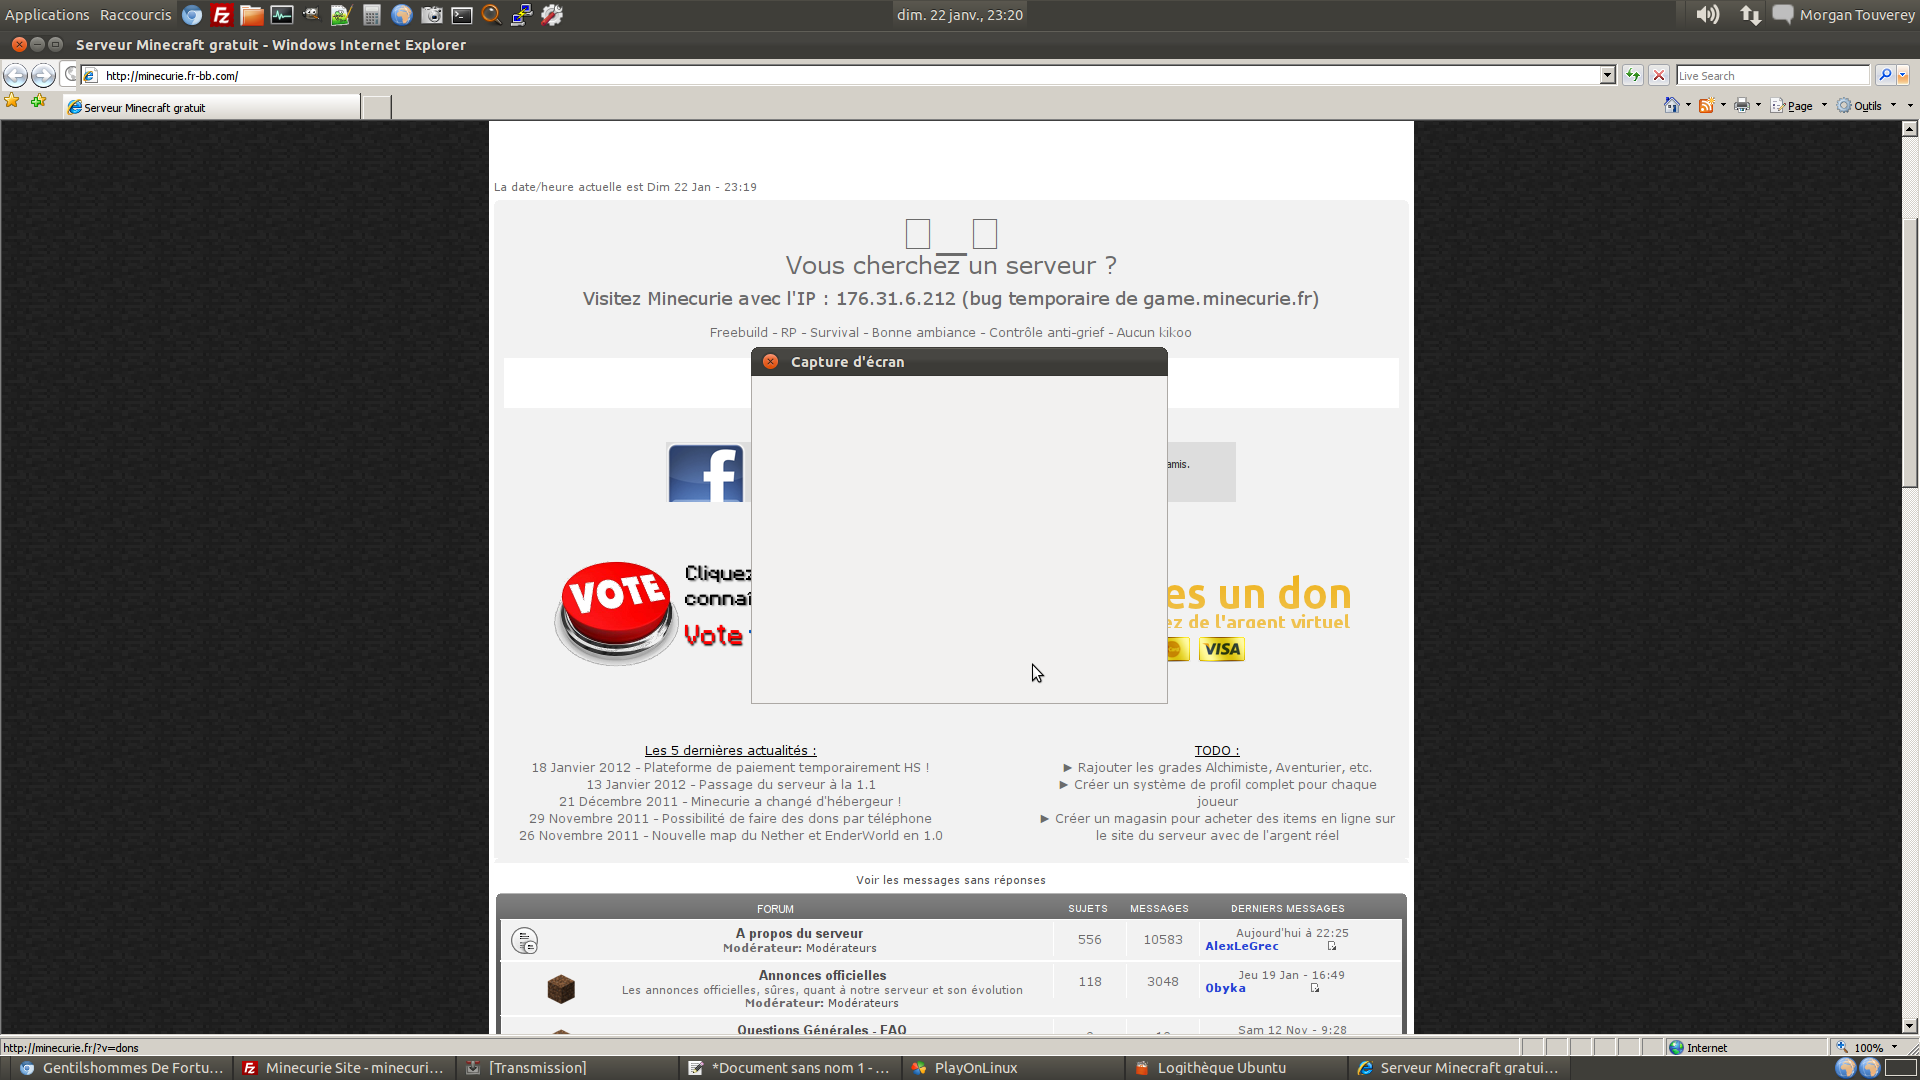 Applications Raccourcis
dim. 22 janv., 23:20
Morgan Touverey
Serveur Minecraft gratuit - Windows Internet Explorer
http://minecurie.fr-bb.com/
Live Search
Serveur Minecraft gratuit
Page
Outils
La date/heure actuelle est Dim 22 Jan - 23:19
Vous cherchez un serveur ?
Visitez Minecurie avec l'IP : 176.31.6.212 (bug temporaire de game.minecurie.fr)
Freebuild - RP - Survival - Bonne ambiance - Contrôle anti-grief - Aucun kikoo
Capture d'écran
amis.
VOTE
Cliquez
connaî
Vote
es un don
ez de l'argent virtuel
VISA
Les 5 dernières actualités :
18 Janvier 2012 - Plateforme de paiement temporairement HS !
13 Janvier 2012 - Passage du serveur à la 1.1
21 Décembre 2011 - Minecurie a changé d'hébergeur !
29 Novembre 2011 - Possibilité de faire des dons par téléphone
26 Novembre 2011 - Nouvelle map du Nether et EnderWorld en 1.0
TODO :
► Rajouter les grades Alchimiste, Aventurier, etc.
► Créer un système de profil complet pour chaque
joueur
► Créer un magasin pour acheter des items en ligne sur
le site du serveur avec de l'argent réel
Voir les messages sans réponses
FORUM SUJETS MESSAGES DERNIERS MESSAGES
A propos du serveur
Modérateur: Modérateurs
556 10583
Aujourd'hui à 22:25
AlexLeGrec
Annonces officielles
Les annonces officielles, sûres, quant à notre serveur et son évolution
Modérateur: Modérateurs
118 3048
Jeu 19 Jan - 16:49
Obyka
Questions Générales - FAQ
Sam 12 Nov - 9:28
http://minecurie.fr/?v=dons
Internet
100%
Gentilshommes De Fortu...
Minecurie Site - minecuri...
[Transmission]
*Document sans nom 1 - ...
PlayOnLinux
Logithèque Ubuntu
Serveur Minecraft gratui...